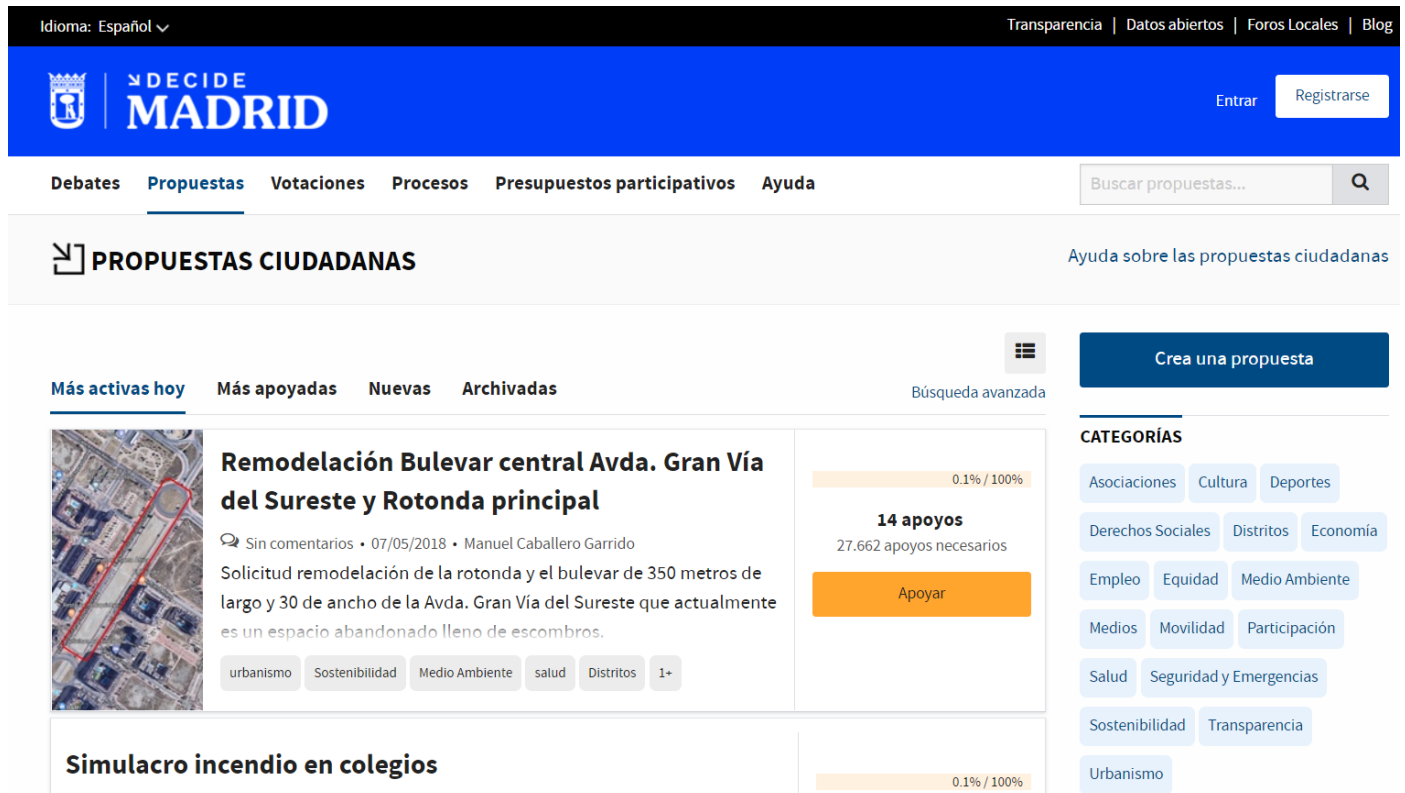 Idioma: Español
Transparencia | Datos abiertos | Foros Locales | Blog
DECIDE
MADRID
Entrar
Registrarse
Debates Propuestas Votaciones Procesos Presupuestos participativos Ayuda
Buscar propuestas...
PROPUESTAS CIUDADANAS
Ayuda sobre las propuestas ciudadanas
Más activas hoy Más apoyadas Nuevas Archivadas
Búsqueda avanzada
Remodelación Bulevar central Avda. Gran Vía
del Sureste y Rotonda principal
Sin comentarios • 07/05/2018 • Manuel Caballero Garrido
Solicitud remodelación de la rotonda y el bulevar de 350 metros de
largo y 30 de ancho de la Avda. Gran Vía del Sureste que actualmente
es un espacio abandonado lleno de escombros.
urbanismo Sostenibilidad Medio Ambiente salud Distritos 1+
0.1% / 100%
14 apoyos
27.662 apoyos necesarios
Apoyar
Simulacro incendio en colegios
0.1% / 100%
Crea una propuesta
CATEGORÍAS
Asociaciones Cultura Deportes
Derechos Sociales Distritos Economía
Empleo Equidad Medio Ambiente
Medios Movilidad Participación
Salud Seguridad y Emergencias
Sostenibilidad Transparencia
Urbanismo